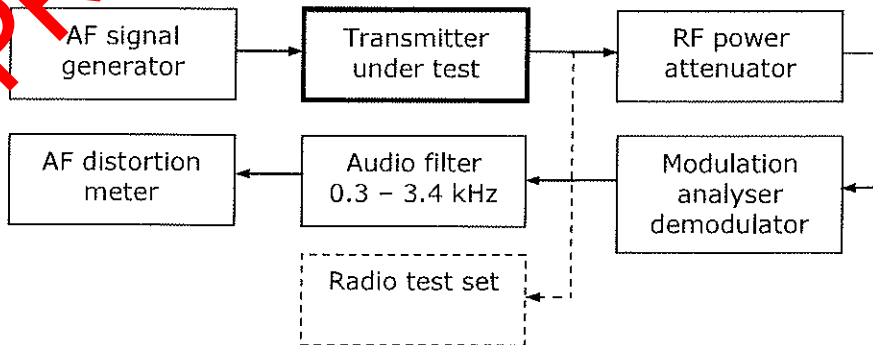 AF signal
generator
Transmitter
under test
RF power
attenuator
AF distortion
meter
Audio filter
0.3 – 3.4 kHz
Modulation
analyser
demodulator
Radio test set